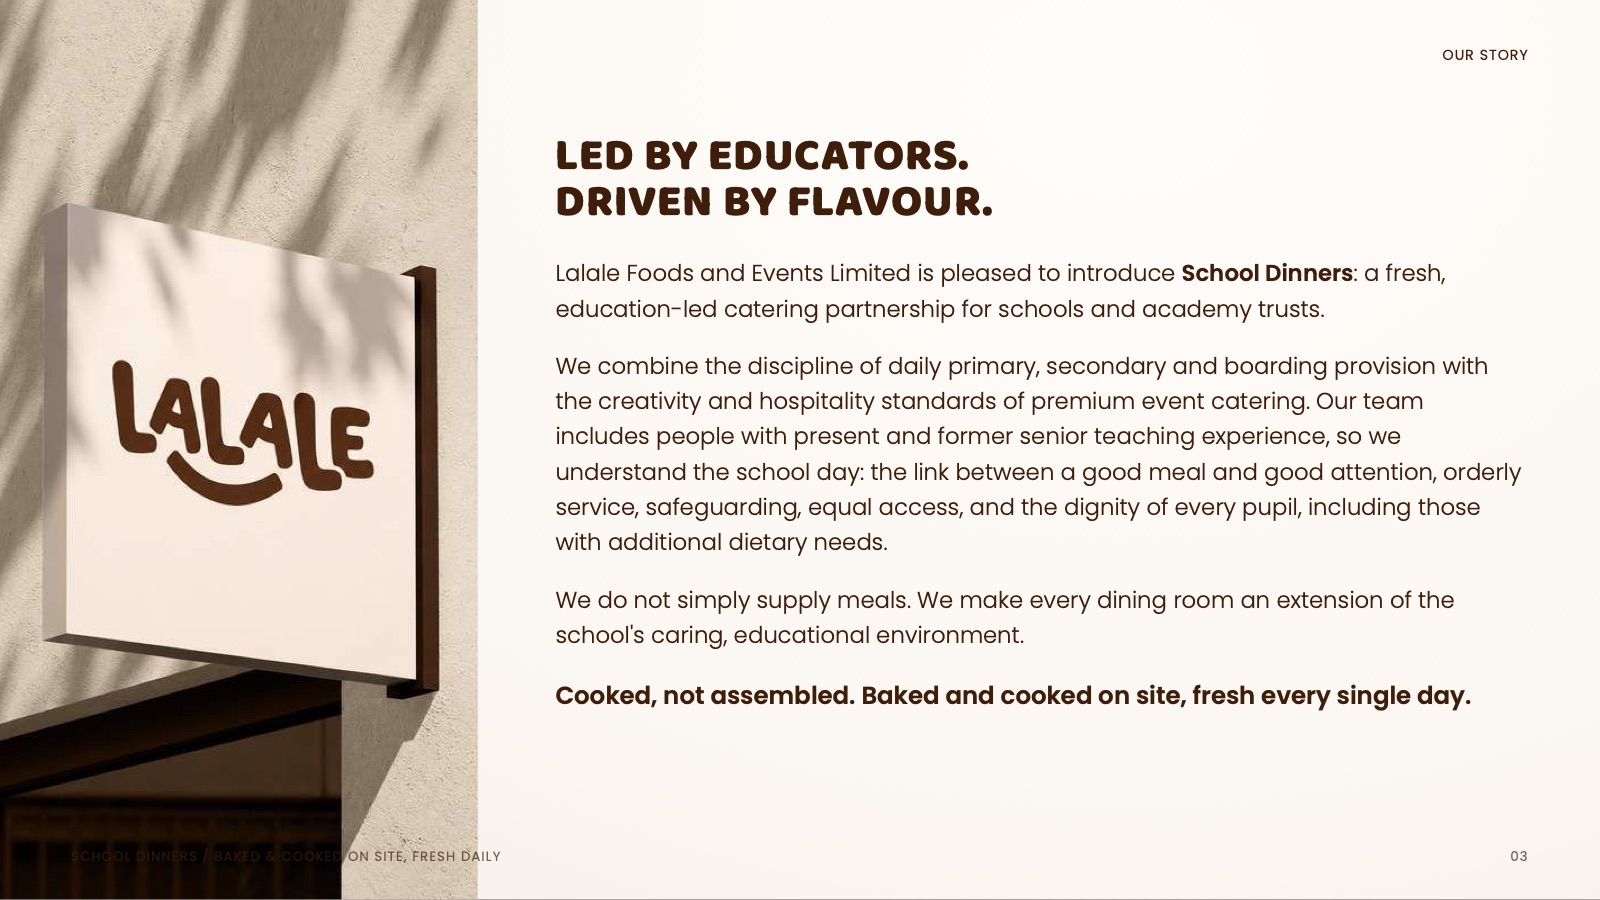 OUR STORY
LED BY EDUCATORS.
DRIVEN BY FLAVOUR.
Lalale Foods and Events Limited is pleased to introduce School Dinners: a fresh,
education-led catering partnership for schools and academy trusts.
We combine the discipline of daily primary, secondary and boarding provision with
the creativity and hospitality standards of premium event catering. Our team
includes people with present and former senior teaching experience, so we
understand the school day: the link between a good meal and good attention, orderly
service, safeguarding, equal access, and the dignity of every pupil, including those
with additional dietary needs.
We do not simply supply meals. We make every dining room an extension of the
school's caring, educational environment.
Cooked, not assembled. Baked and cooked on site, fresh every single day.
LALALE
SCHOOL DINNERS / BAKED & COOKED ON SITE, FRESH DAILY
03